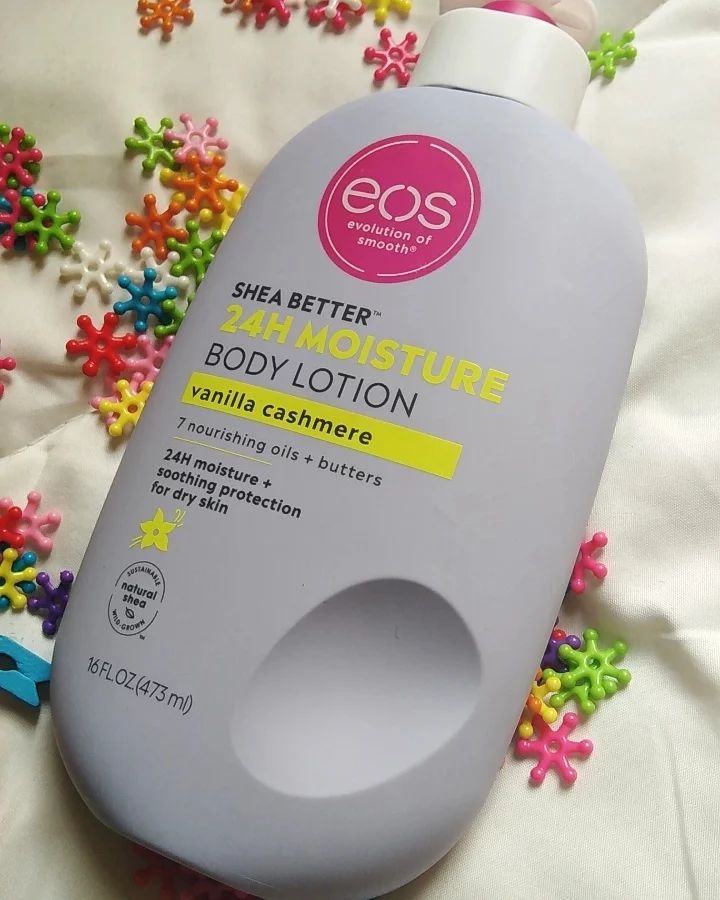 eos
evolution of
smooth®
SHEA BETTER™
24H MOISTURE
BODY LOTION
vanilla cashmere
7 nourishing oils + butters
24H moisture +
soothing protection
for dry skin
SUSTAINABLE
natural
shea
WILD-GROWN
™
16 FL.OZ.(473 ml)